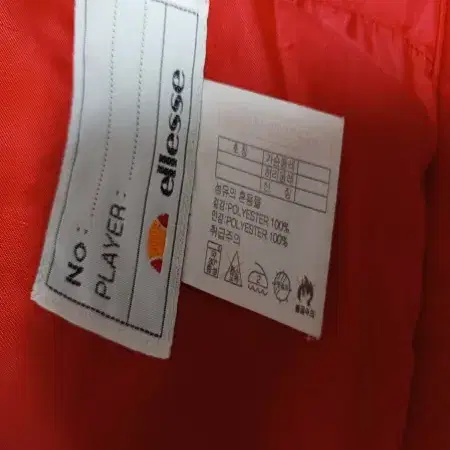 No:
PLAYER:
ellesse
호칭
가슴둘레
허리둘레
신장
섬유의 혼용률
겉감:POLYESTER 100%
안감:POLYESTER 100%
취급주의